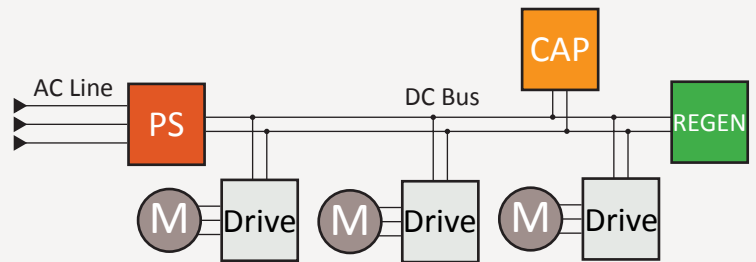 CAP
AC Line
DC Bus
PS
REGEN
M
Drive
M
Drive
M
Drive